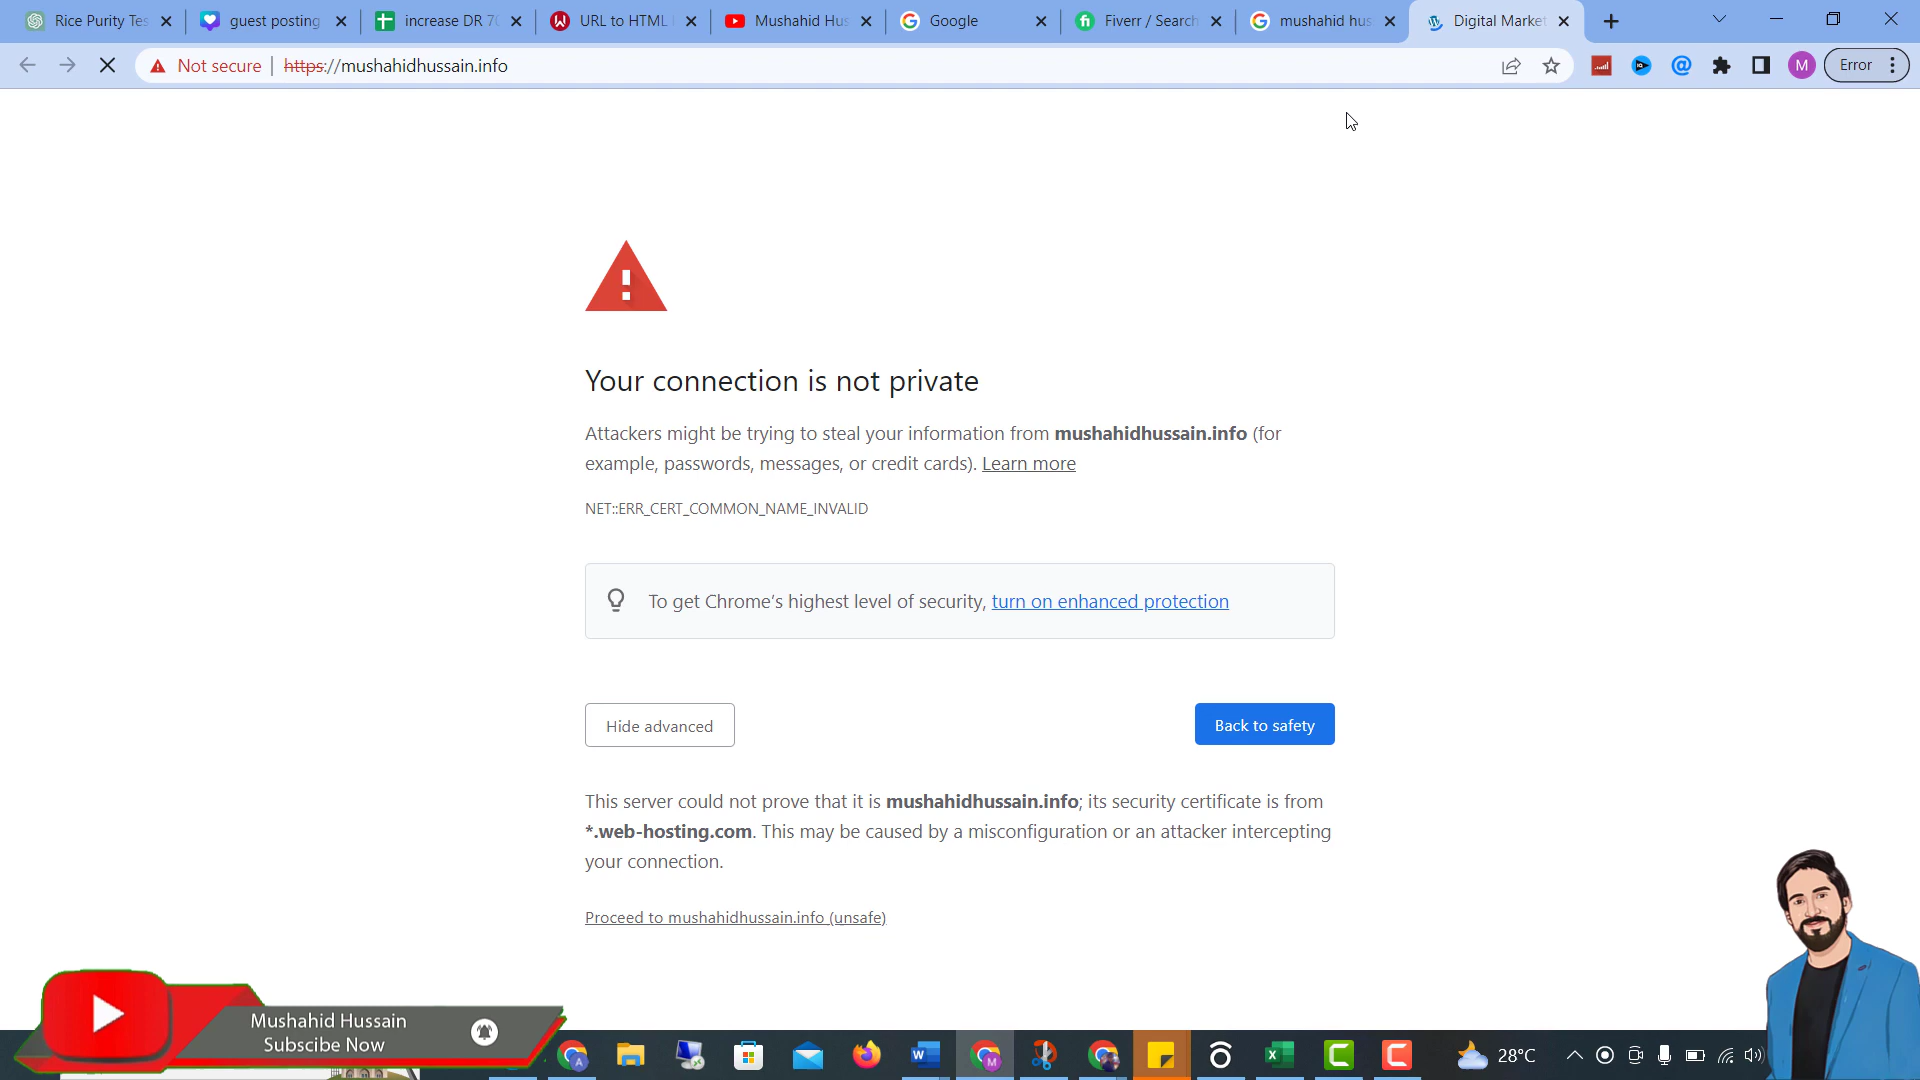 Rice Purity Tes
guest posting
increase DR 70
URL to HTML
Mushahid Hus
Google
Fiverr / Search
mushahid hus
Digital Market
Not secure | https://mushahidhussain.info
M
Error
Your connection is not private
Attackers might be trying to steal your information from mushahidhussain.info (for
example, passwords, messages, or credit cards). Learn more
NET::ERR_CERT_COMMON_NAME_INVALID
To get Chrome's highest level of security, turn on enhanced protection
Hide advanced
Back to safety
This server could not prove that it is mushahidhussain.info; its security certificate is from
*.web-hosting.com. This may be caused by a misconfiguration or an attacker intercepting
your connection.
Proceed to mushahidhussain.info (unsafe)
Mushahid Hussain
Subscibe Now
28°C